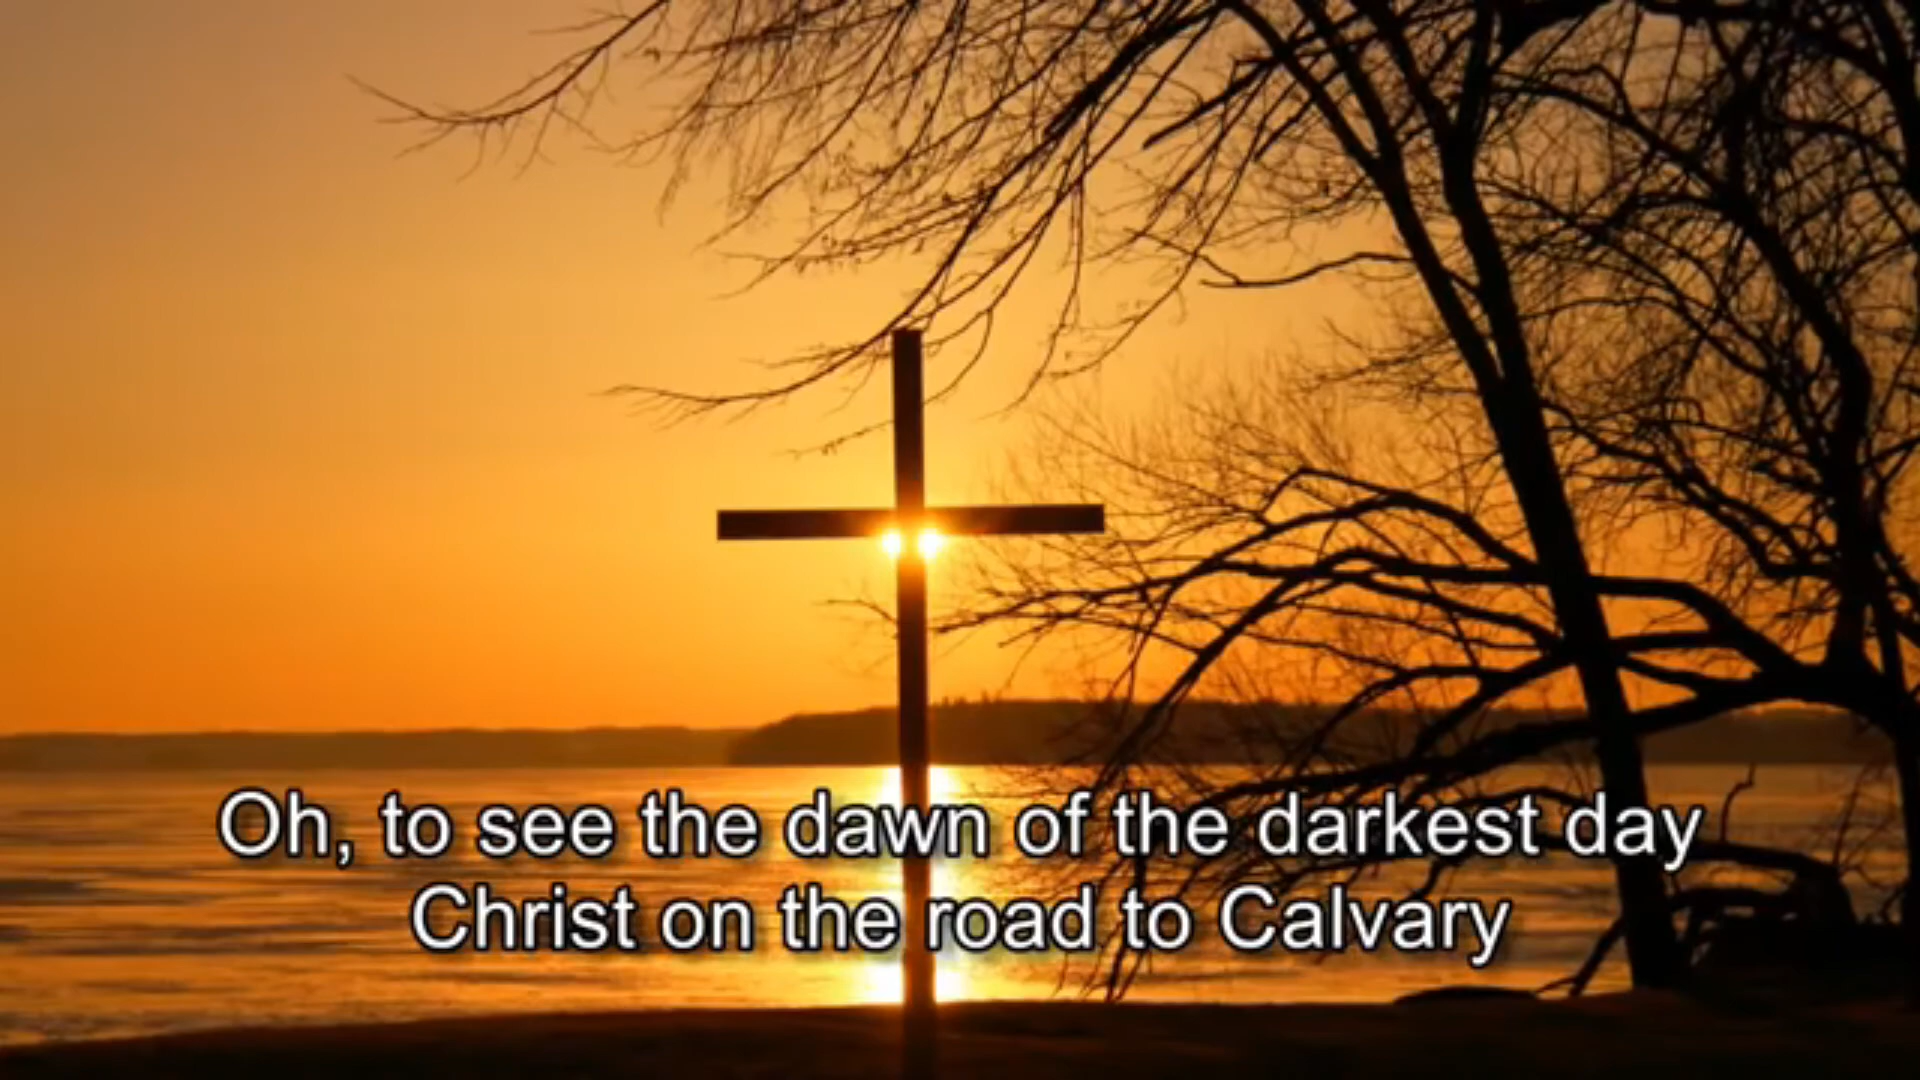 Oh, to see the dawn of the darkest day
Christ on the road to Calvary